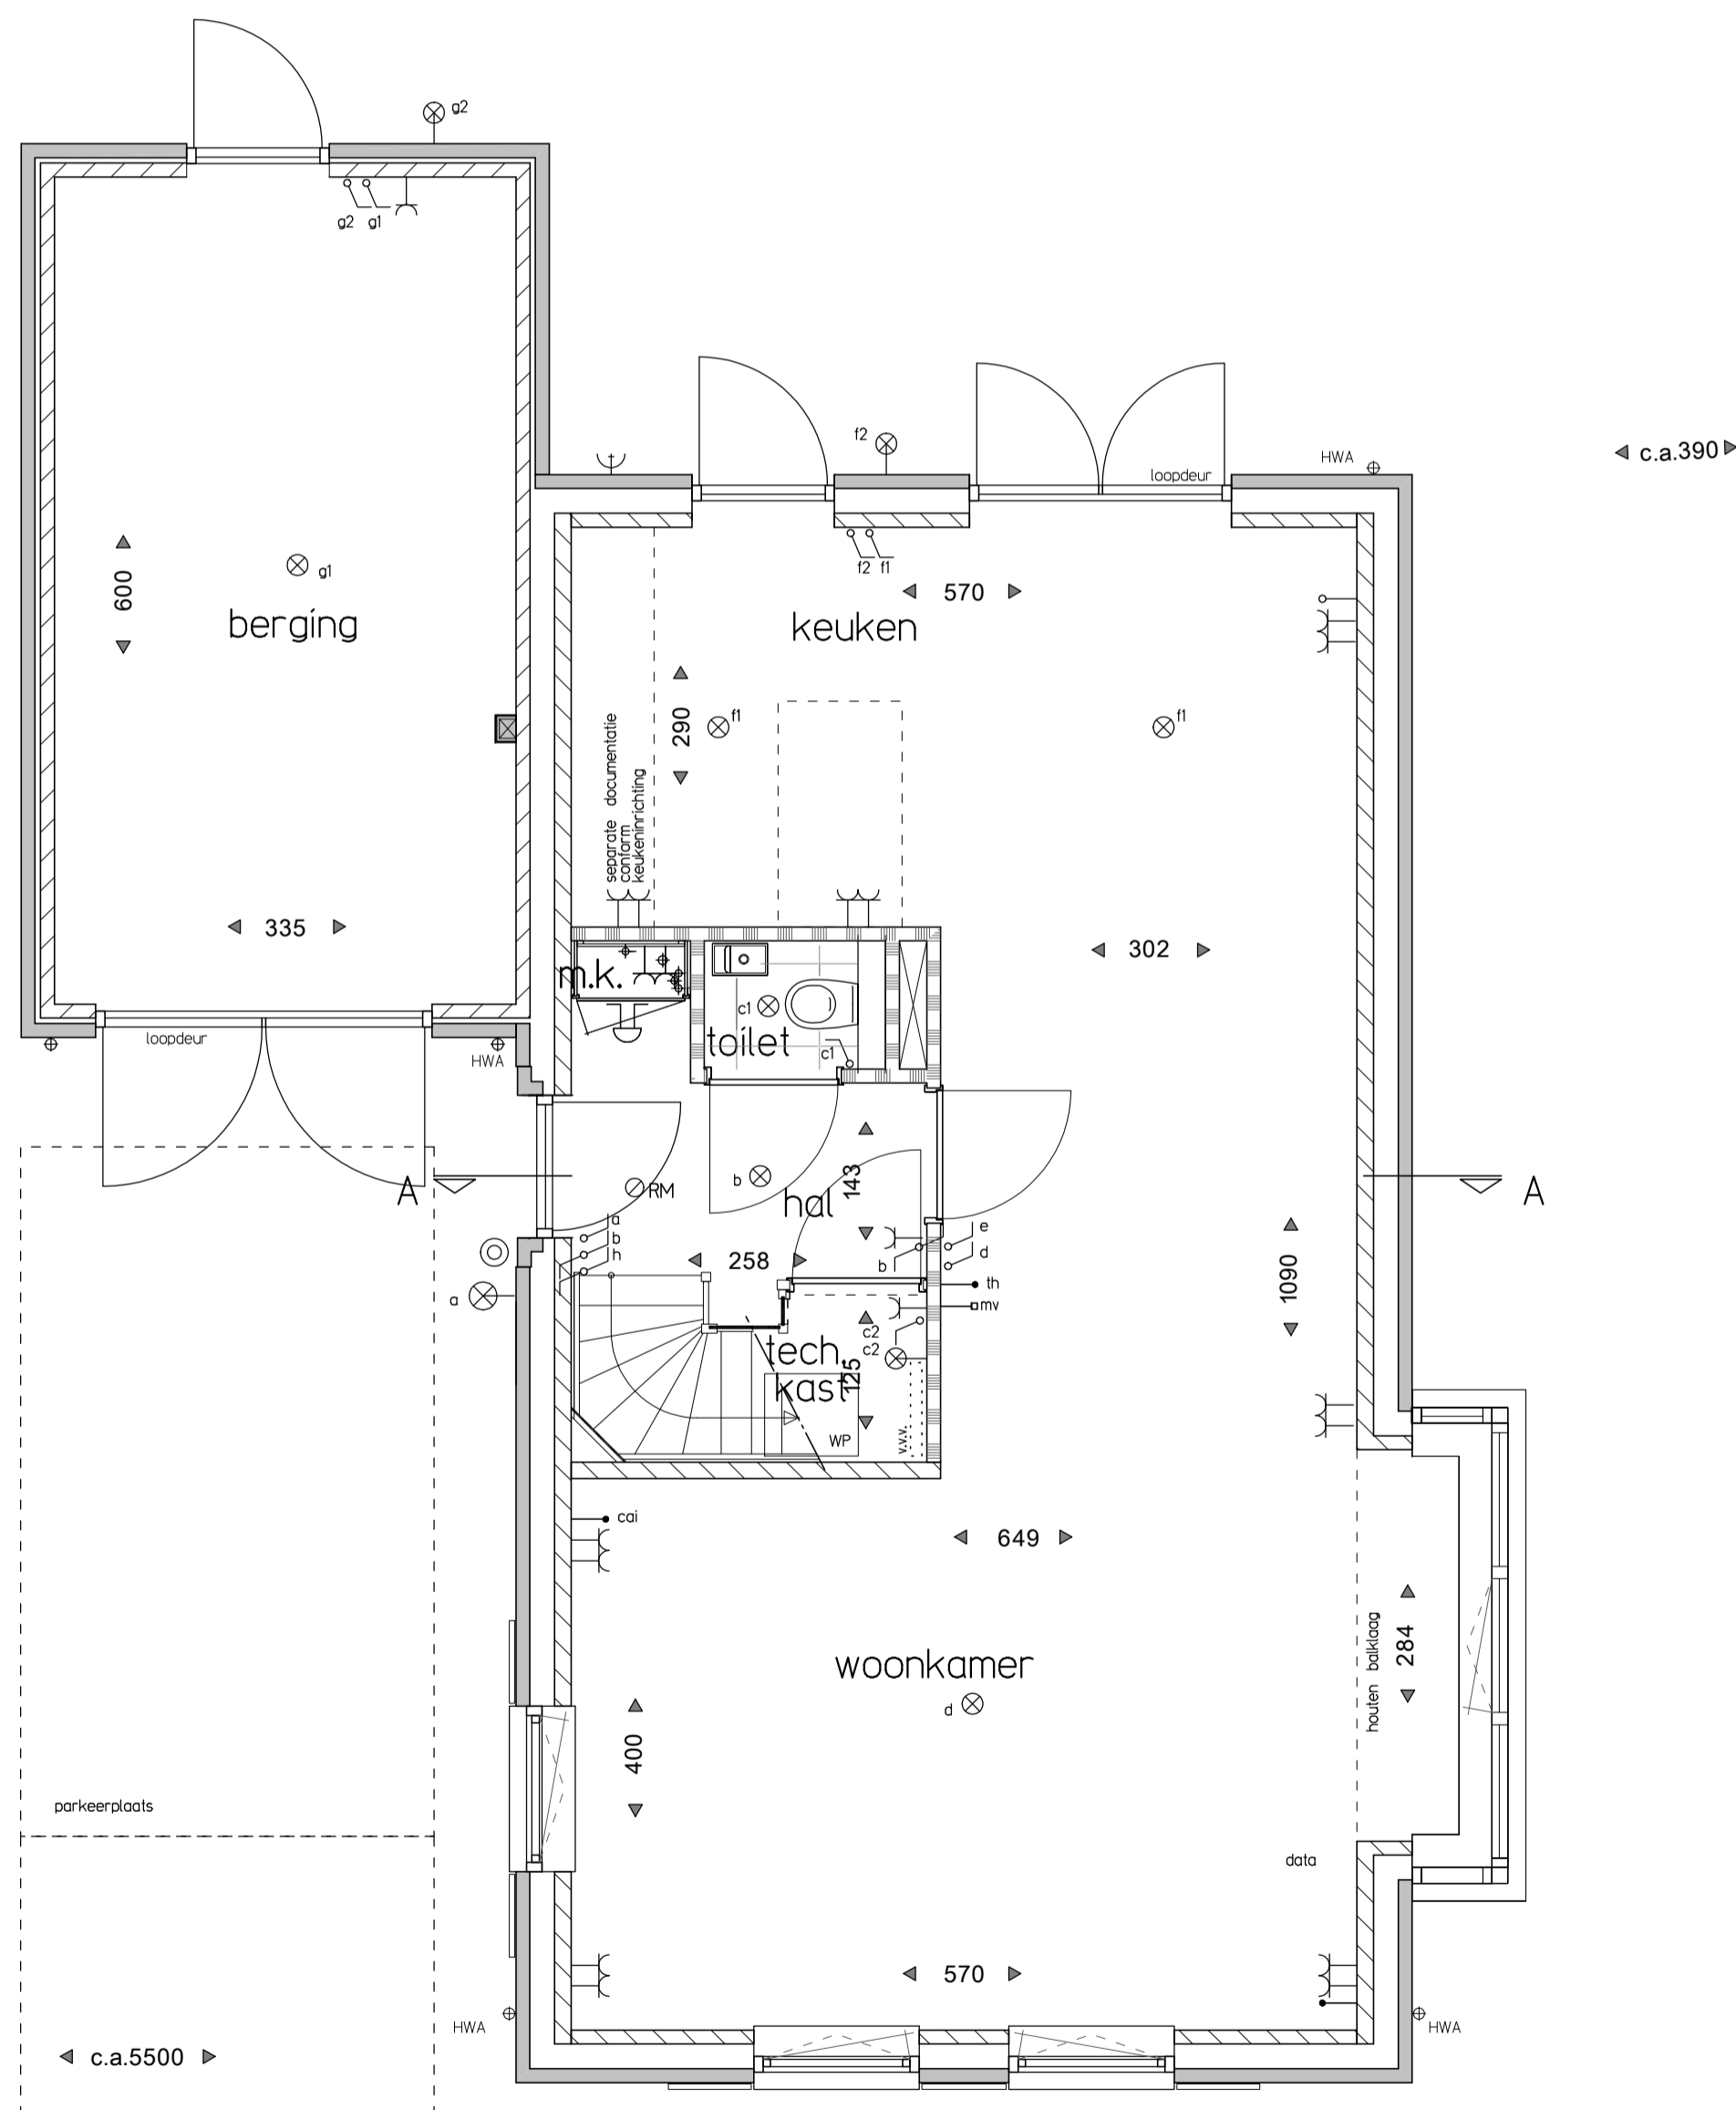 g2
g2 g1
f2
HWA
c.a.390
loopdeur
f2 f1
570
600
g1
berging
keuken
290
f1
f1
separate documentatie
conform
keukeninrichting
335
302
m.k.
c1
toilet
c1
loopdeur
HWA
A
RM
b
hal
143
A
a
b
h
258
b
e
d
th
mv
a
1090
c2
c2
tech.
kast
125
WP
v.v.v.
cai
649
houten balklaag
284
woonkamer
d
400
parkeerplaats
data
570
HWA
HWA
c.a.5500